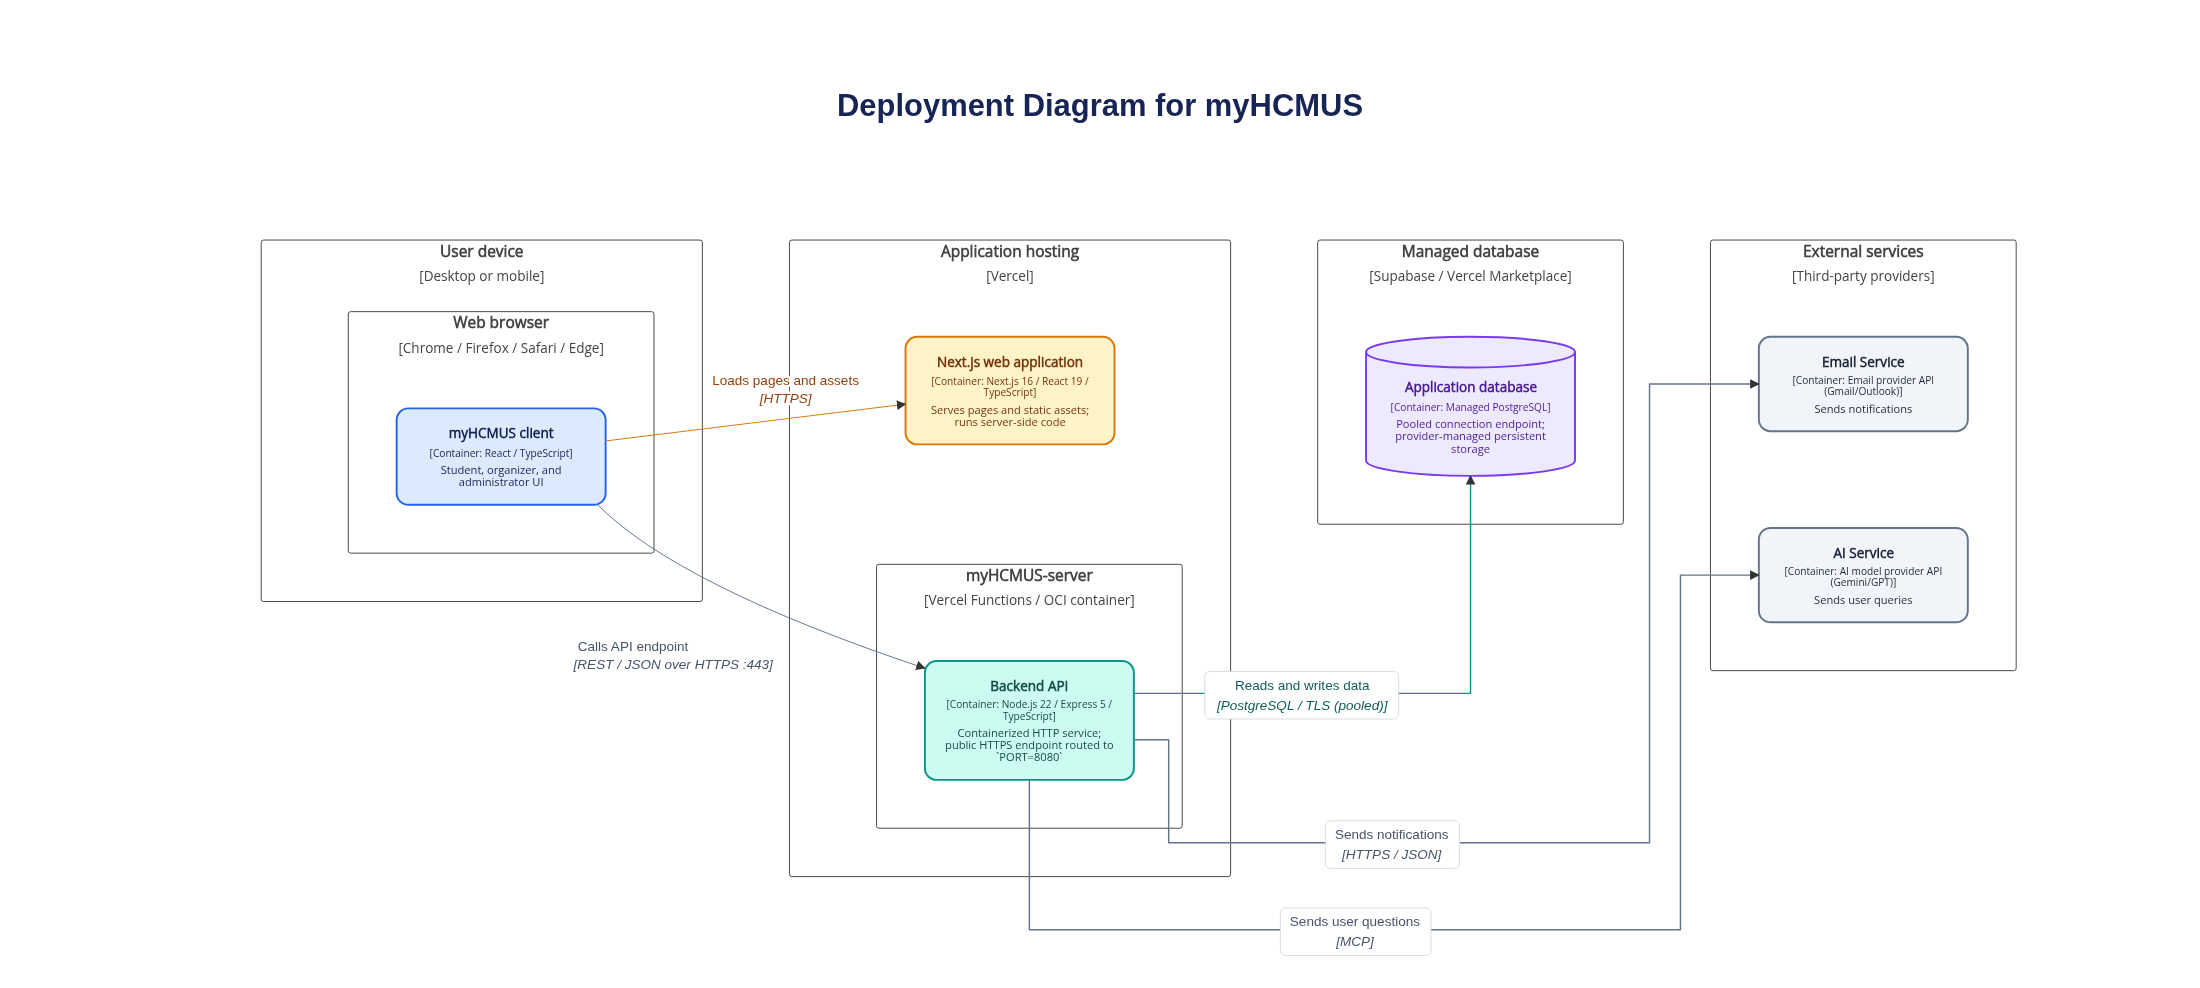 Deployment Diagram for myHCMUS
User device
[Desktop or mobile]
Web browser
[Chrome / Firefox / Safari / Edge]
myHCMUS client
[Container: React / TypeScript]
Student, organizer, and
administrator UI
Loads pages and assets
[HTTPS]
Calls API endpoint
[REST / JSON over HTTPS :443]
Application hosting
[Vercel]
Next.js web application
[Container: Next.js 16 / React 19 /
TypeScript]
Serves pages and static assets;
runs server-side code
myHCMUS-server
[Vercel Functions / OCI container]
Backend API
[Container: Node.js 22 / Express 5 /
TypeScript]
Containerized HTTP service;
public HTTPS endpoint routed to
`PORT=8080`
Reads and writes data
[PostgreSQL / TLS (pooled)]
Sends notifications
[HTTPS / JSON]
Sends user questions
[MCP]
Managed database
[Supabase / Vercel Marketplace]
Application database
[Container: Managed PostgreSQL]
Pooled connection endpoint;
provider-managed persistent
storage
External services
[Third-party providers]
Email Service
[Container: Email provider API
(Gmail/Outlook)]
Sends notifications
AI Service
[Container: AI model provider API
(Gemini/GPT)]
Sends user queries